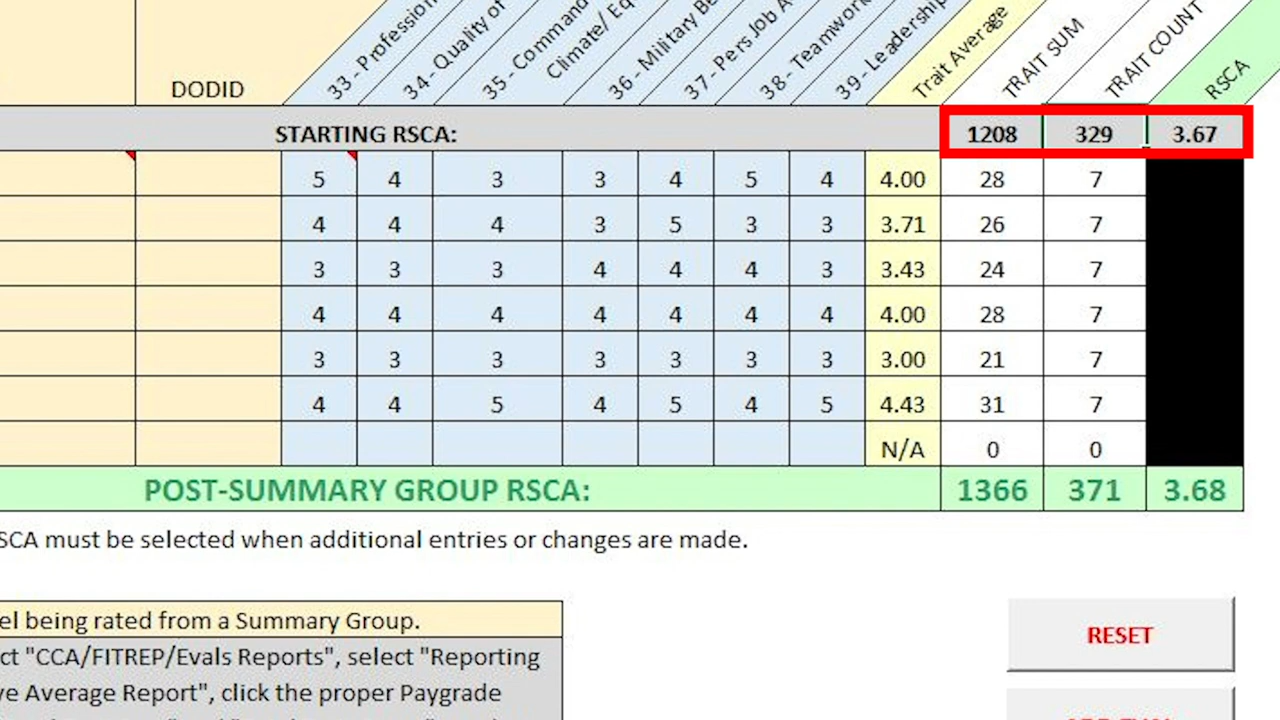 DODID
33 - Profession
34 - Quality of
35 - Command
Climate/ Eq
36 - Military Be
37 - Pers Job A
38 - Teamwork
39 - Leadership
Trait Average
TRAIT SUM
TRAIT COUNT
RSCA
STARTING RSCA: 1208 329 3.67
5 4 3 3 4 5 4 4.00 28 7
4 4 4 3 5 3 3 3.71 26 7
3 3 3 4 4 4 3 3.43 24 7
4 4 4 4 4 4 4 4.00 28 7
3 3 3 3 3 3 3 3.00 21 7
4 4 5 4 5 4 5 4.43 31 7
N/A 0 0
POST-SUMMARY GROUP RSCA: 1366 371 3.68
SCA must be selected when additional entries or changes are made.
el being rated from a Summary Group.
ct "CCA/FITREP/Evals Reports", select "Reporting
ve Average Report", click the proper Paygrade
RESET